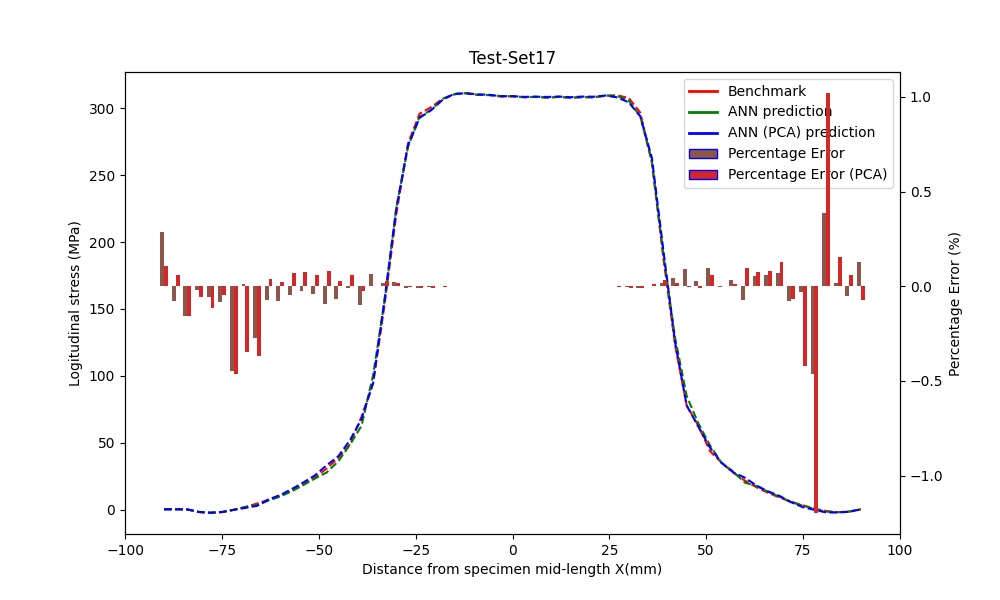 Test-Set17
Benchmark
ANN prediction
ANN (PCA) prediction
Percentage Error
Percentage Error (PCA)
300
250
200
150
100
50
0
Logitudinal stress (MPa)
1.0
0.5
0.0
−0.5
−1.0
Percentage Error (%)
−100
−75
−50
−25
0
25
50
75
100
Distance from specimen mid-length X(mm)